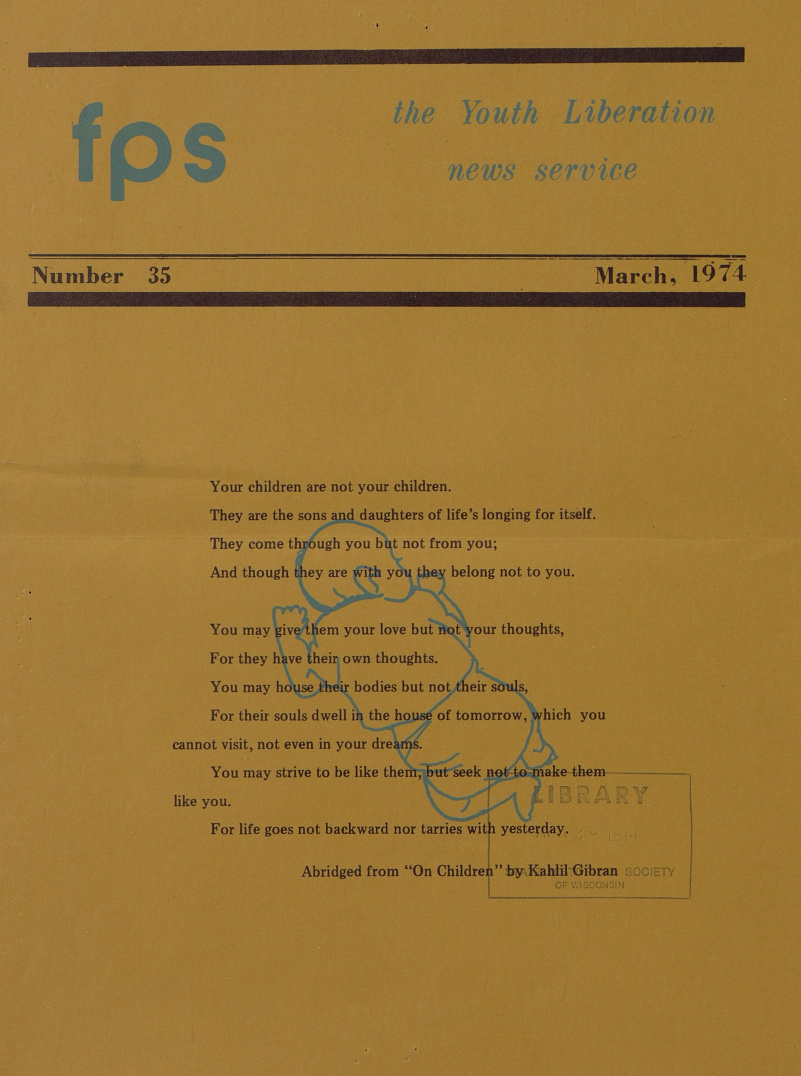 fps
the Youth Liberation
news service
Number 35
March, 1974
Your children are not your children.
They are the sons and daughters of life's longing for itself.
They come through you but not from you;
And though they are with you they belong not to you.
You may give them your love but not your thoughts,
For they have their own thoughts.
You may house their bodies but not their souls,
For their souls dwell in the house of tomorrow, which you
cannot visit, not even in your dreams.
You may strive to be like them, but seek not to make them
like you.
For life goes not backward nor tarries with yesterday.
Abridged from "On Children" by Kahlil Gibran
LIBRARY
SOCIETY
OF WISCONSIN